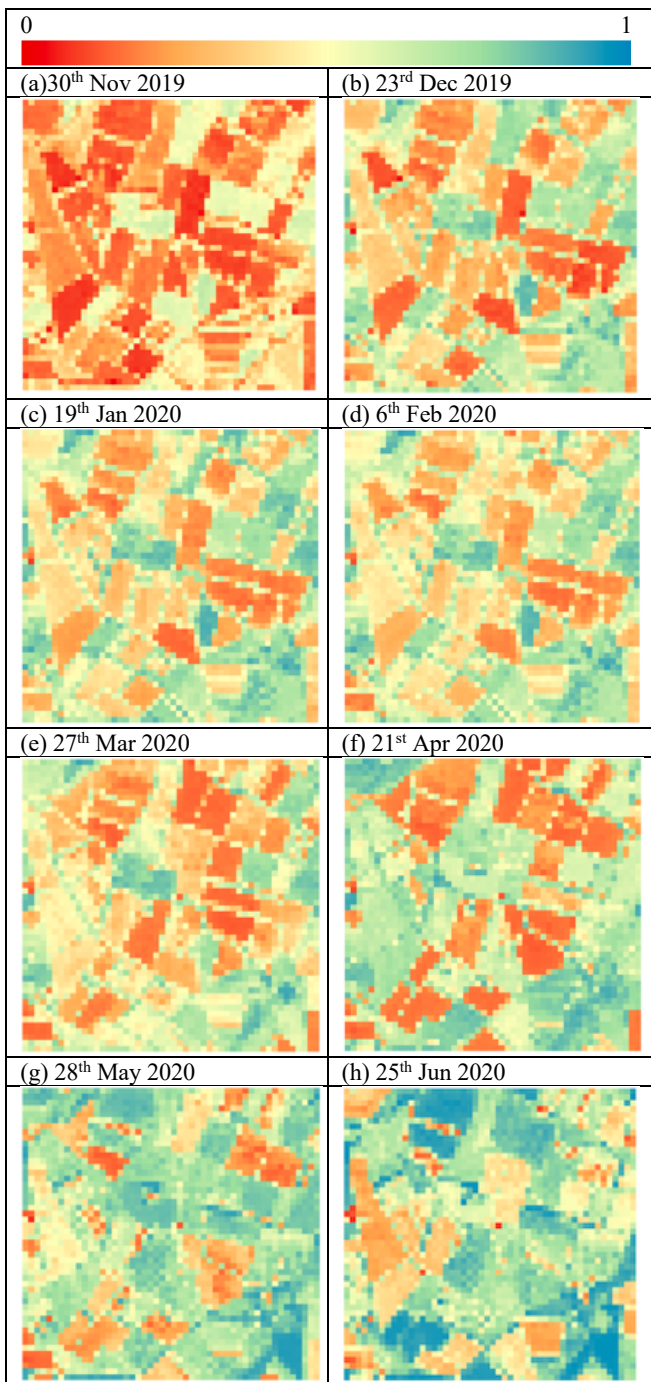 0 1
(a)30th Nov 2019 (b) 23rd Dec 2019
(c) 19th Jan 2020 (d) 6th Feb 2020
(e) 27th Mar 2020 (f) 21st Apr 2020
(g) 28th May 2020 (h) 25th Jun 2020